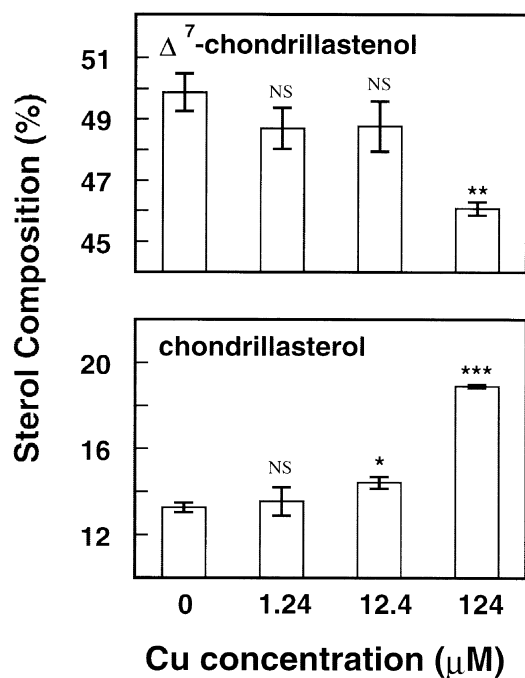 Δ⁷-chondrillastenol
51
49
46
45
NS
NS
**
Sterol Composition (%)
chondrillasterol
20
16
12
NS
*
***
0 1.24 12.4 124
Cu concentration (μM)